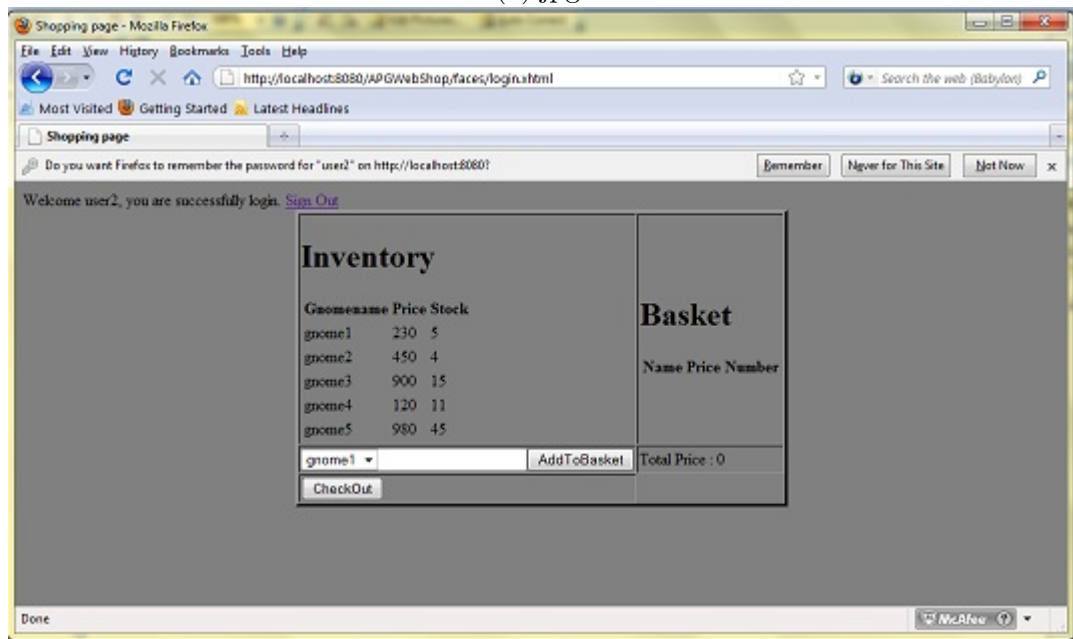 Shopping page - Mozilla Firefox
File Edit View History Bookmarks Tools Help
http://localhost:8080/APGWebShop/faces/login.xhtml
Search the web (Babylon)
Most Visited Getting Started Latest Headlines
Shopping page
Do you want Firefox to remember the password for "user2" on http://localhost:8080?
Remember Never for This Site Not Now x
Welcome user2, you are successfully login. Sign Out
Inventory
Gnomename Price Stock
gnome1 230 5
gnome2 450 4
gnome3 900 15
gnome4 120 11
gnome5 980 45
Basket
Name Price Number
gnome1 AddToBasket Total Price : 0
CheckOut
Done
McAfee